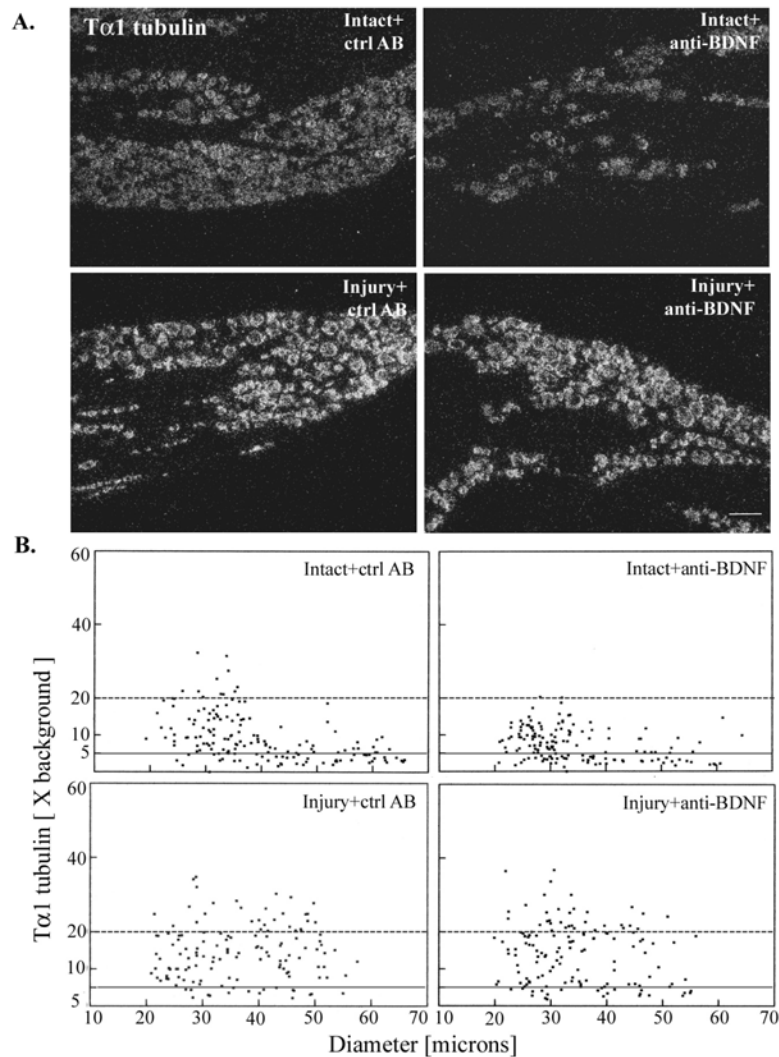 A.
Tα1 tubulin
Intact+
ctrl AB
Intact+
anti-BDNF
Injury+
ctrl AB
Injury+
anti-BDNF
B.
60
40
20
10
5
Intact+ctrl AB
Intact+anti-BDNF
60
40
20
10
5
Injury+ctrl AB
Injury+anti-BDNF
Tα1 tubulin [ X background ]
10 20 30 40 50 60 70
10 20 30 40 50 60 70
Diameter [microns]